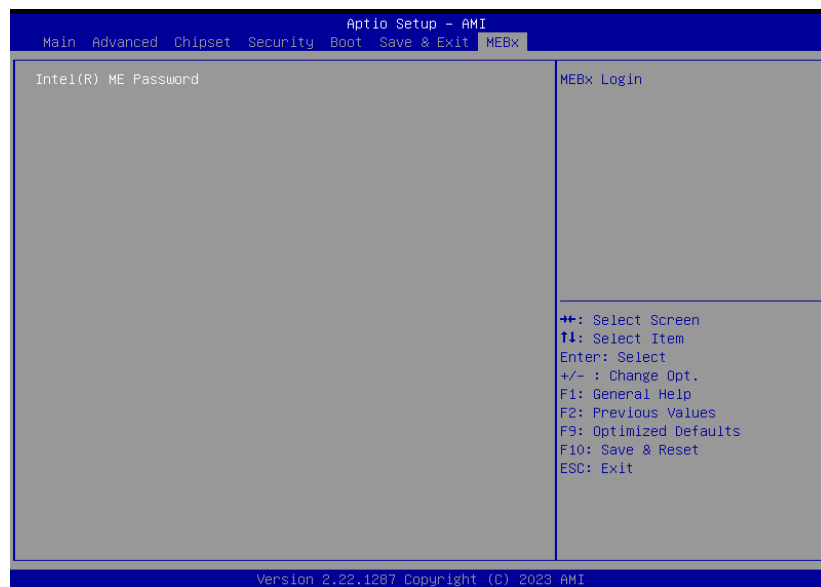 Aptio Setup - AMI
Main Advanced Chipset Security Boot Save & Exit MEBx
Intel(R) ME Password
MEBx Login
→←: Select Screen
↑↓: Select Item
Enter: Select
+/- : Change Opt.
F1: General Help
F2: Previous Values
F9: Optimized Defaults
F10: Save & Reset
ESC: Exit
Version 2.22.1287 Copyright (C) 2023 AMI